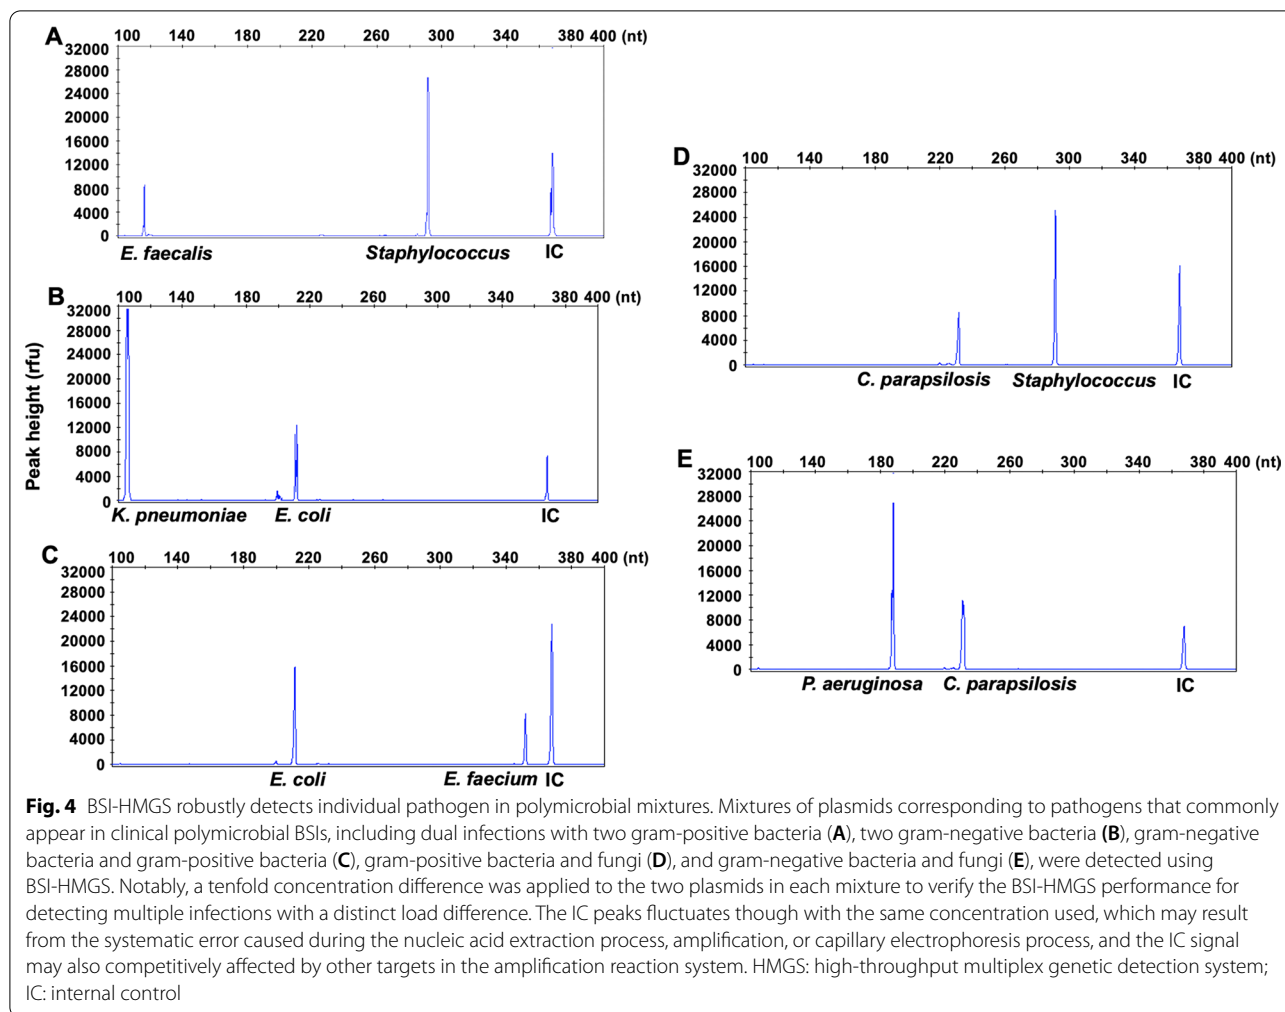 A
100 140 180 220 260 300 340 380 400 (nt)
32000
28000
24000
20000
16000
12000
8000
4000
0
E. faecalis Staphylococcus IC
B
100 140 180 220 260 300 340 380 400 (nt)
32000
28000
24000
20000
16000
12000
8000
4000
0
Peak height (rfu)
K. pneumoniae E. coli IC
C
100 140 180 220 260 300 340 380 400 (nt)
32000
28000
24000
20000
16000
12000
8000
4000
0
E. coli E. faecium IC
D
100 140 180 220 260 300 340 380 400 (nt)
32000
28000
24000
20000
16000
12000
8000
4000
0
C. parapsilosis Staphylococcus IC
E
100 140 180 220 260 300 340 380 400 (nt)
32000
28000
24000
20000
16000
12000
8000
4000
0
P. aeruginosa C. parapsilosis IC
Fig. 4 BSI-HMGS robustly detects individual pathogen in polymicrobial mixtures. Mixtures of plasmids corresponding to pathogens that commonly
appear in clinical polymicrobial BSIs, including dual infections with two gram-positive bacteria (A), two gram-negative bacteria (B), gram-negative
bacteria and gram-positive bacteria (C), gram-positive bacteria and fungi (D), and gram-negative bacteria and fungi (E), were detected using
BSI-HMGS. Notably, a tenfold concentration difference was applied to the two plasmids in each mixture to verify the BSI-HMGS performance for
detecting multiple infections with a distinct load difference. The IC peaks fluctuates though with the same concentration used, which may result
from the systematic error caused during the nucleic acid extraction process, amplification, or capillary electrophoresis process, and the IC signal
may also competitively affected by other targets in the amplification reaction system. HMGS: high-throughput multiplex genetic detection system;
IC: internal control